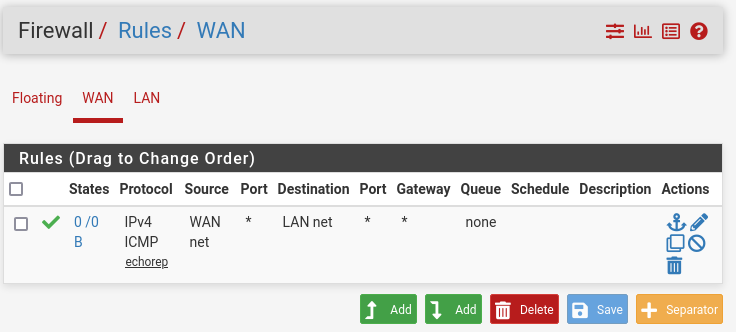 Firewall / Rules / WAN
Floating WAN LAN
Rules (Drag to Change Order)
States Protocol Source Port Destination Port Gateway Queue Schedule Description Actions
0 /0 IPv4 WAN * LAN net * * none
B ICMP net
echorep
Add Add Delete Save Separator